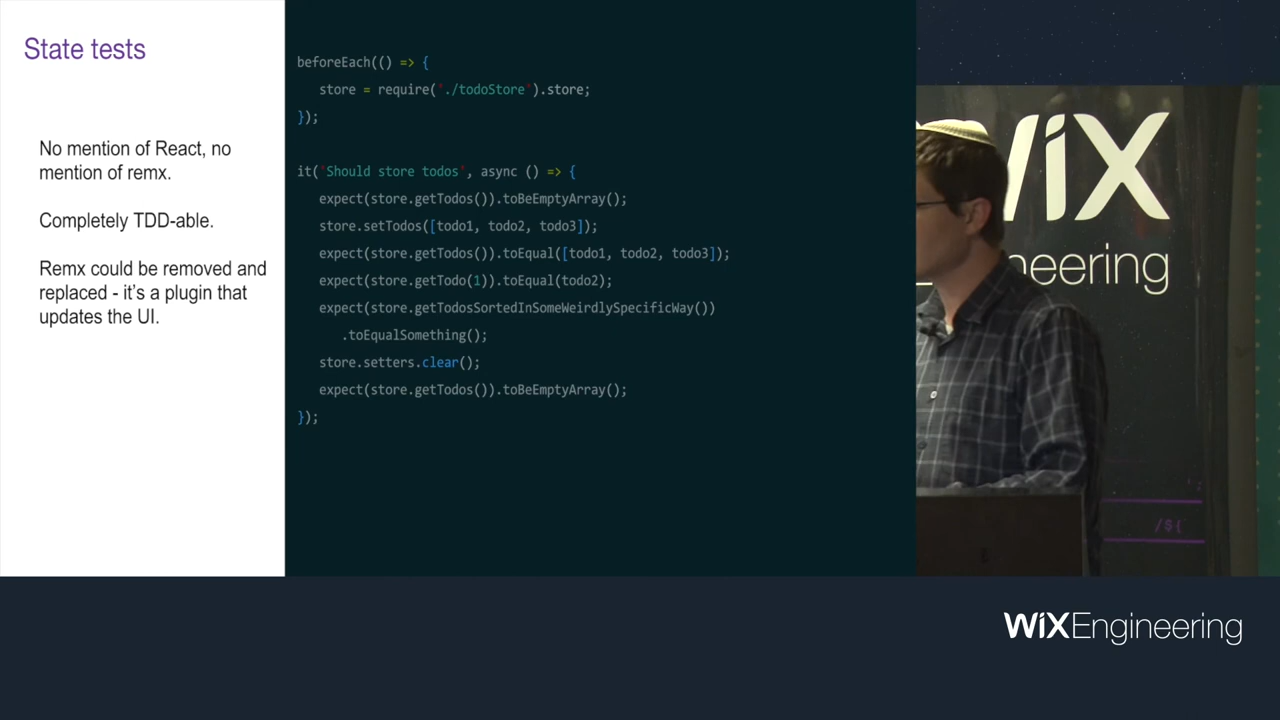 State tests
No mention of React, no
mention of remx.
Completely TDD-able.
Remx could be removed and
replaced - it's a plugin that
updates the UI.
beforeEach(() => {
store = require('./todoStore').store;
});
it('Should store todos', async () => {
expect(store.getTodos()).toBeEmptyArray();
store.setTodos([todo1, todo2, todo3]);
expect(store.getTodos()).toEqual([todo1, todo2, todo3]);
expect(store.getTodo(1)).toEqual(todo2);
expect(store.getTodosSortedInSomeWeirdlySpecificWay())
.toEqualSomething();
store.setters.clear();
expect(store.getTodos()).toBeEmptyArray();
});
WiX
neering
/${
WiXEngineering